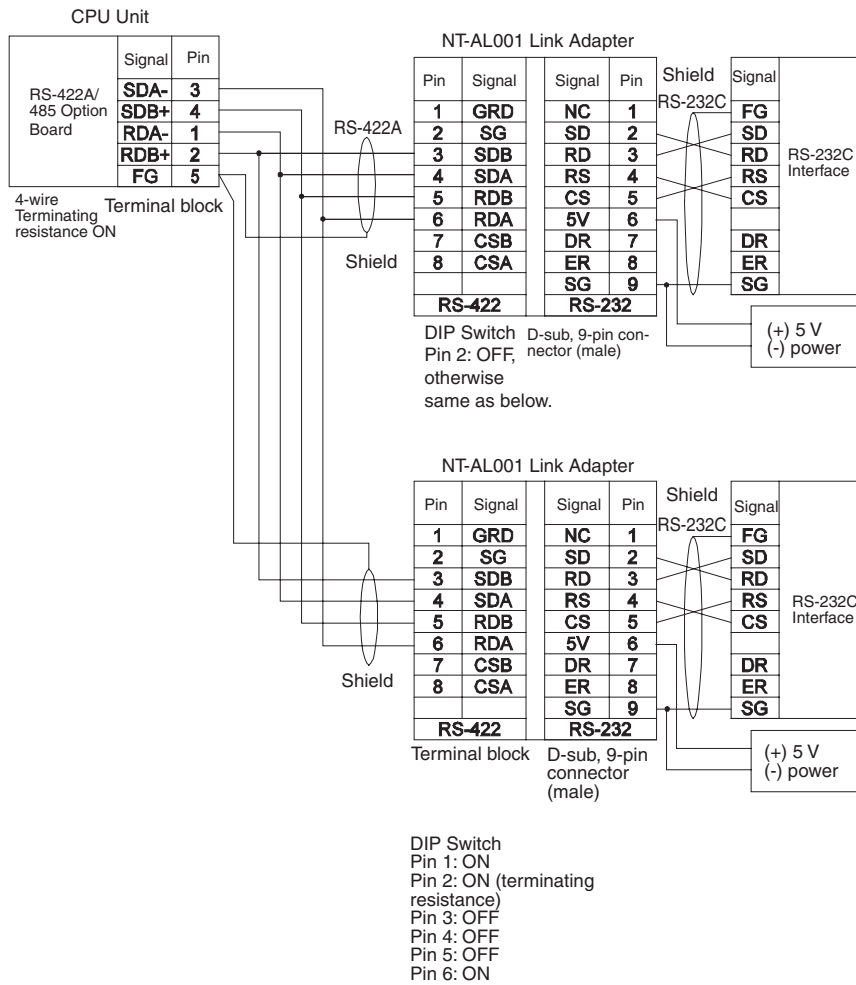 CPU Unit
Signal Pin
RS-422A/
485 Option
Board
SDA- 3
SDB+ 4
RDA- 1
RDB+ 2
FG 5
4-wire
Terminating
resistance ON
Terminal block
RS-422A
Shield
NT-AL001 Link Adapter
Pin Signal
1 GRD
2 SG
3 SDB
4 SDA
5 RDB
6 RDA
7 CSB
8 CSA
RS-422
Signal Pin
NC 1
SD 2
RD 3
RS 4
CS 5
5V 6
DR 7
ER 8
SG 9
RS-232
Shield
RS-232C
Signal
FG
SD
RD
RS
CS
DR
ER
SG
RS-232C
Interface
(+) 5 V
(-) power
DIP Switch
Pin 2: OFF,
otherwise
same as below.
D-sub, 9-pin con-
nector (male)
NT-AL001 Link Adapter
Shield
Pin Signal
1 GRD
2 SG
3 SDB
4 SDA
5 RDB
6 RDA
7 CSB
8 CSA
RS-422
Signal Pin
NC 1
SD 2
RD 3
RS 4
CS 5
5V 6
DR 7
ER 8
SG 9
RS-232
Shield
RS-232C
Signal
FG
SD
RD
RS
CS
DR
ER
SG
RS-232C
Interface
(+) 5 V
(-) power
Terminal block
D-sub, 9-pin
connector
(male)
DIP Switch
Pin 1: ON
Pin 2: ON (terminating
resistance)
Pin 3: OFF
Pin 4: OFF
Pin 5: OFF
Pin 6: ON